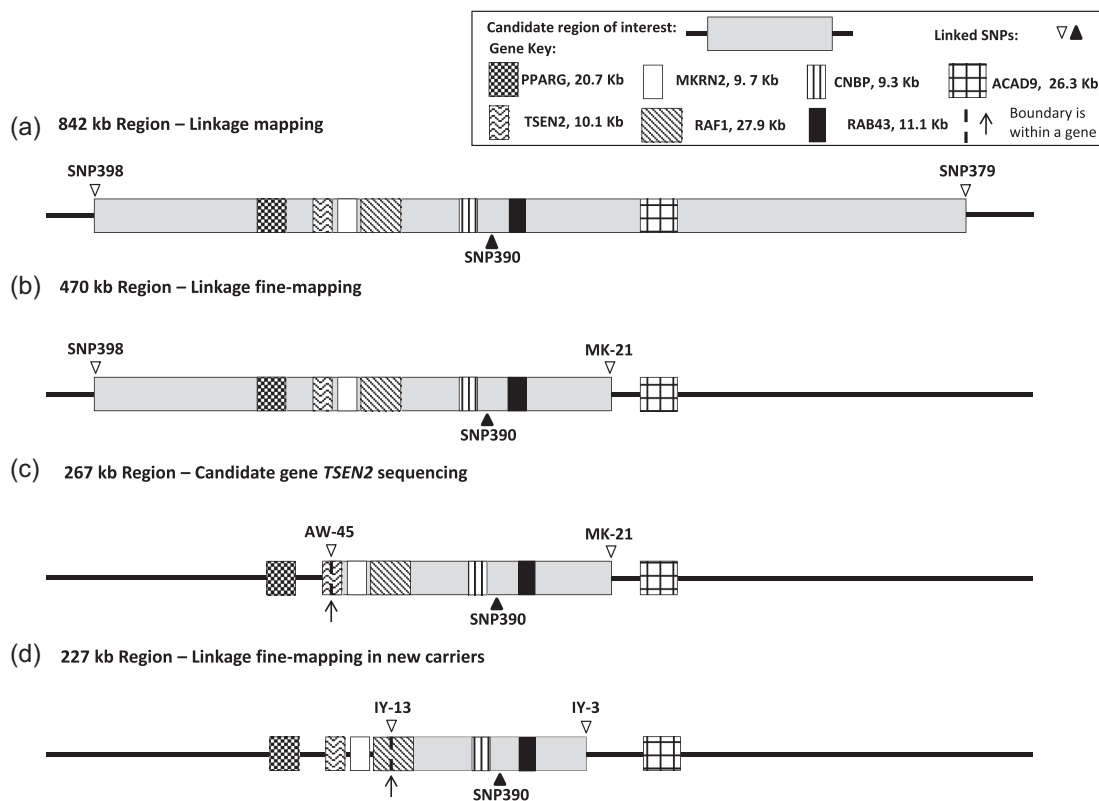 Candidate region of interest:
Linked SNPs:
Gene Key:
PPARG, 20.7 Kb
MKRN2, 9. 7 Kb
CNBP, 9.3 Kb
ACAD9, 26.3 Kb
TSEN2, 10.1 Kb
RAF1, 27.9 Kb
RAB43, 11.1 Kb
Boundary is
within a gene
(a) 842 kb Region – Linkage mapping
SNP398
SNP379
SNP390
(b) 470 kb Region – Linkage fine-mapping
SNP398
MK-21
SNP390
(c) 267 kb Region – Candidate gene TSEN2 sequencing
AW-45
MK-21
SNP390
(d) 227 kb Region – Linkage fine-mapping in new carriers
IY-13
IY-3
SNP390